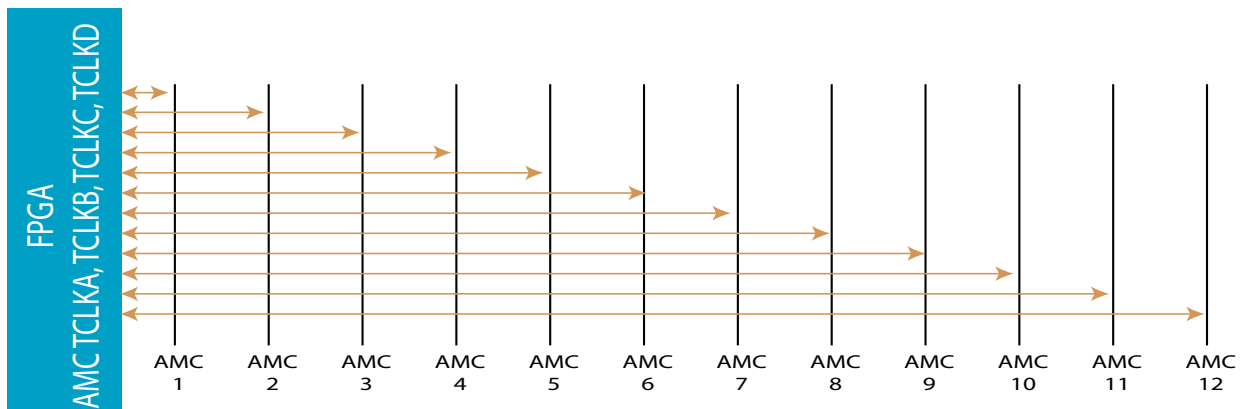 FPGA
AMC TCLKA, TCLKB, TCLKC, TCLKD
AMC 1
AMC 2
AMC 3
AMC 4
AMC 5
AMC 6
AMC 7
AMC 8
AMC 9
AMC 10
AMC 11
AMC 12